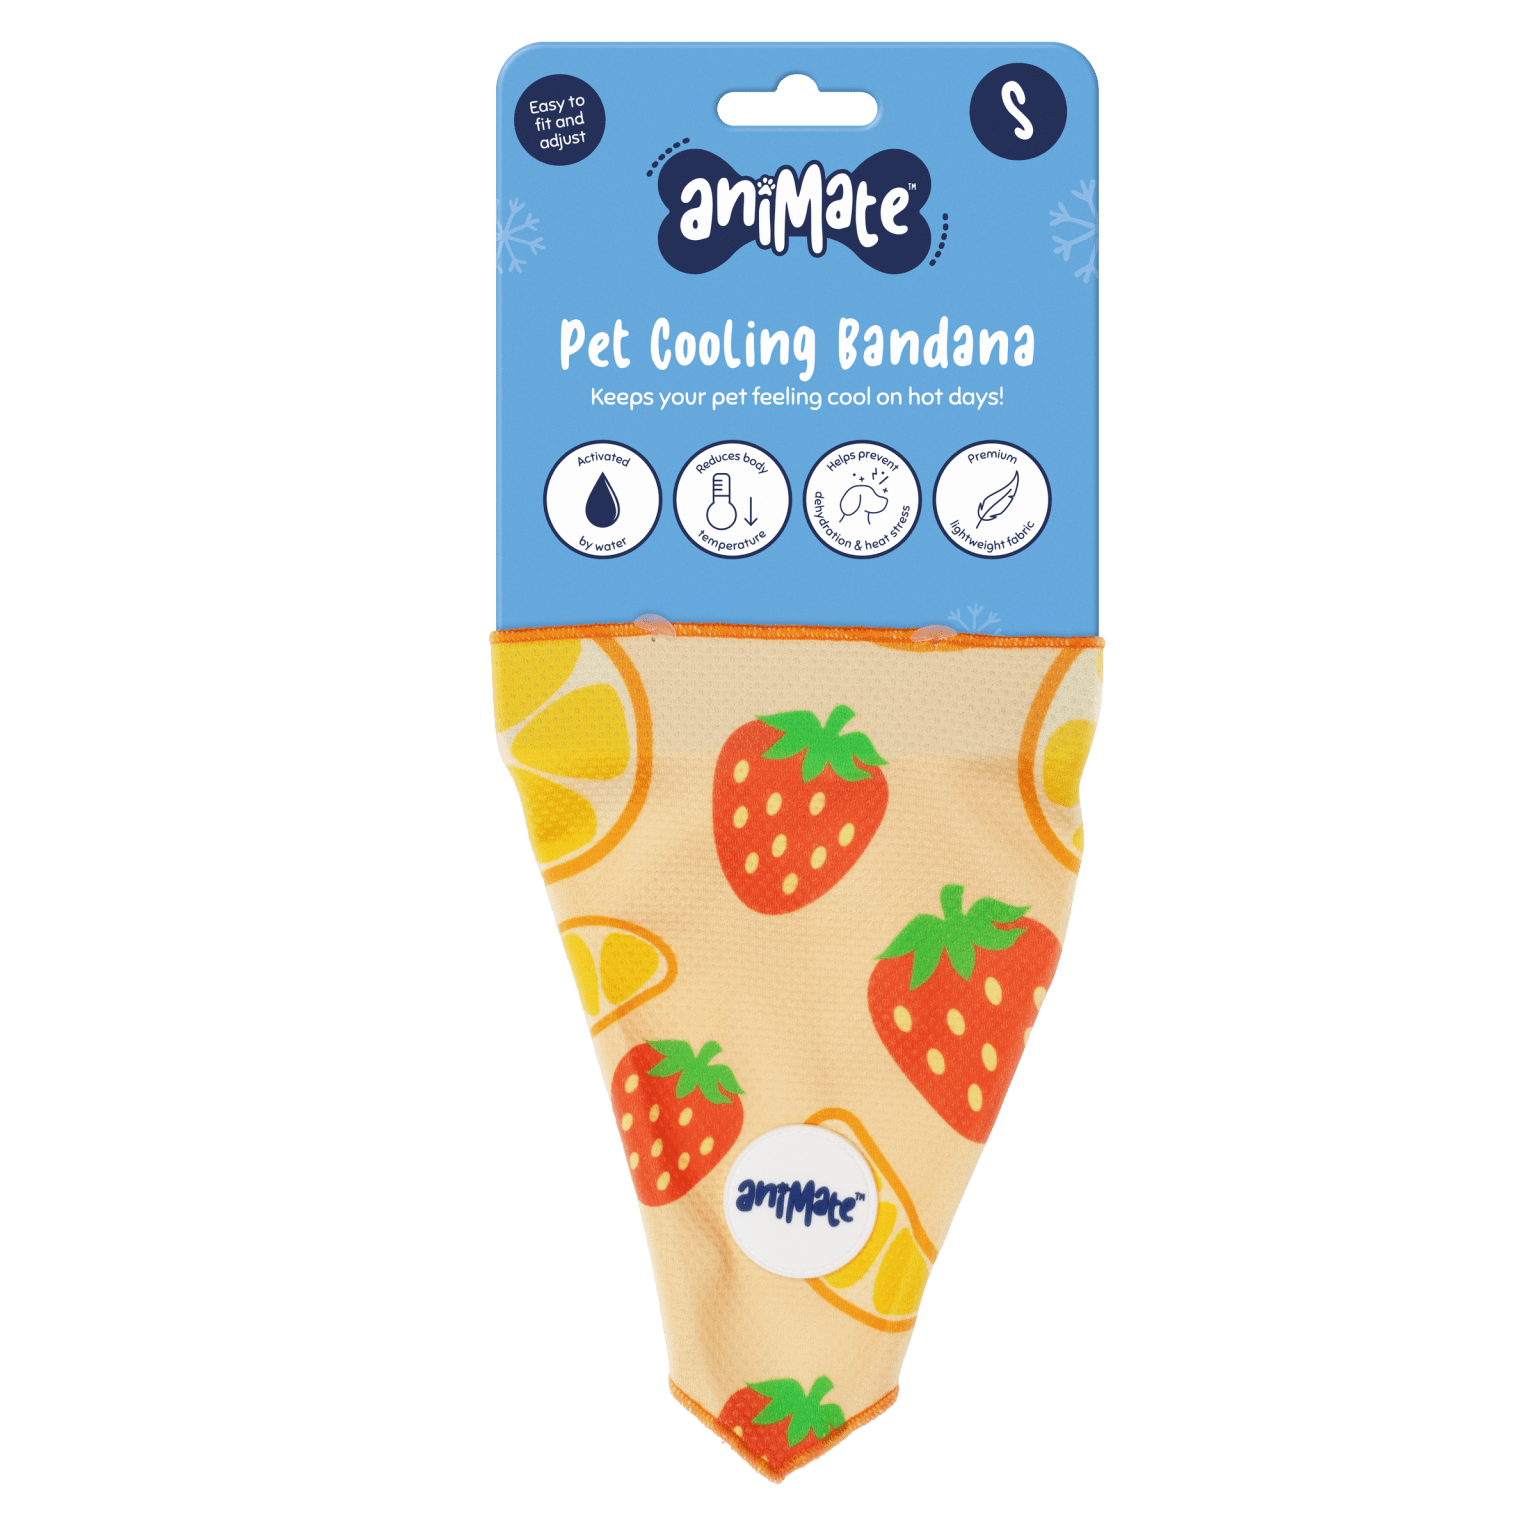 Easy to
fit and
adjust
S
aniMate™
Pet Cooling Bandana
Keeps your pet feeling cool on hot days!
Activated
by water
Reduces body
temperature
Helps prevent
dehydration & heat stress
Premium
lightweight fabric
aniMate™